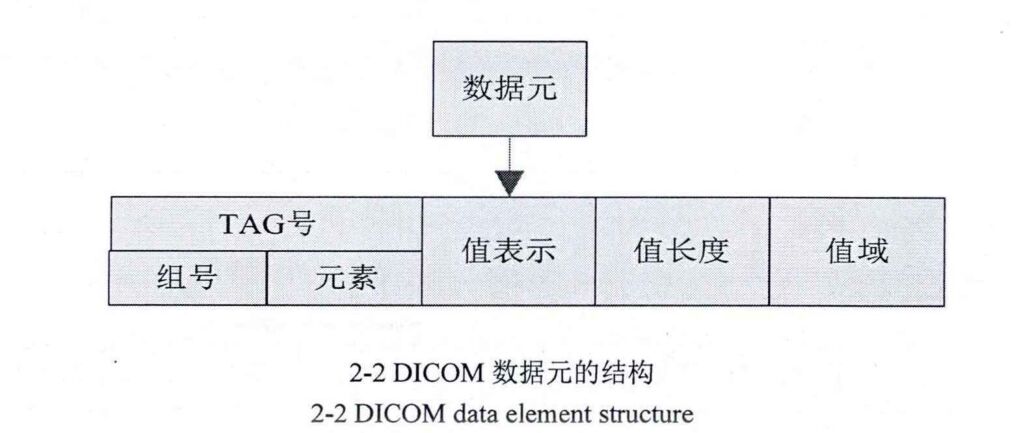 数据元
TAG号
值表示
值长度
值域
组号
元素
2-2 DICOM 数据元的结构
2-2 DICOM data element structure